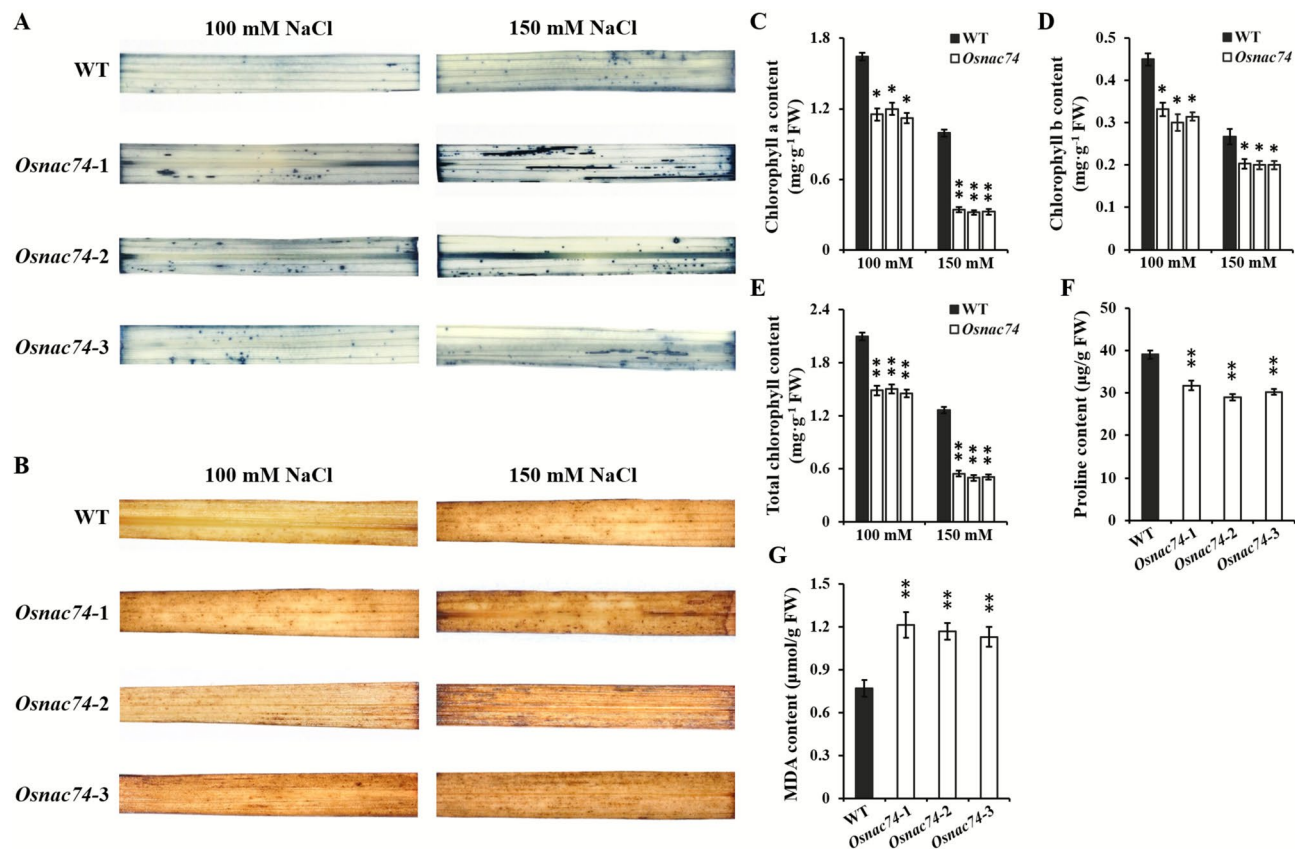 A
100 mM NaCl
150 mM NaCl
WT
Osnac74-1
Osnac74-2
Osnac74-3
B
100 mM NaCl
150 mM NaCl
WT
Osnac74-1
Osnac74-2
Osnac74-3
C
Chlorophyll a content
(mg·g⁻¹ FW)
1.8
1.2
0.6
0
WT
Osnac74
* * *
** ** **
100 mM
150 mM
D
Chlorophyll b content
(mg·g⁻¹ FW)
0.5
0.4
0.3
0.2
0.1
0
WT
Osnac74
* * *
* * *
100 mM
150 mM
E
Total chlorophyll content
(mg·g⁻¹ FW)
2.4
1.8
1.2
0.6
0
WT
Osnac74
** ** **
** ** **
100 mM
150 mM
F
Proline content (μg/g FW)
50
40
30
20
10
0
** ** **
WT
Osnac74-1
Osnac74-2
Osnac74-3
G
MDA content (μmol/g FW)
1.5
1.2
0.9
0.6
0.3
0
** ** **
WT
Osnac74-1
Osnac74-2
Osnac74-3